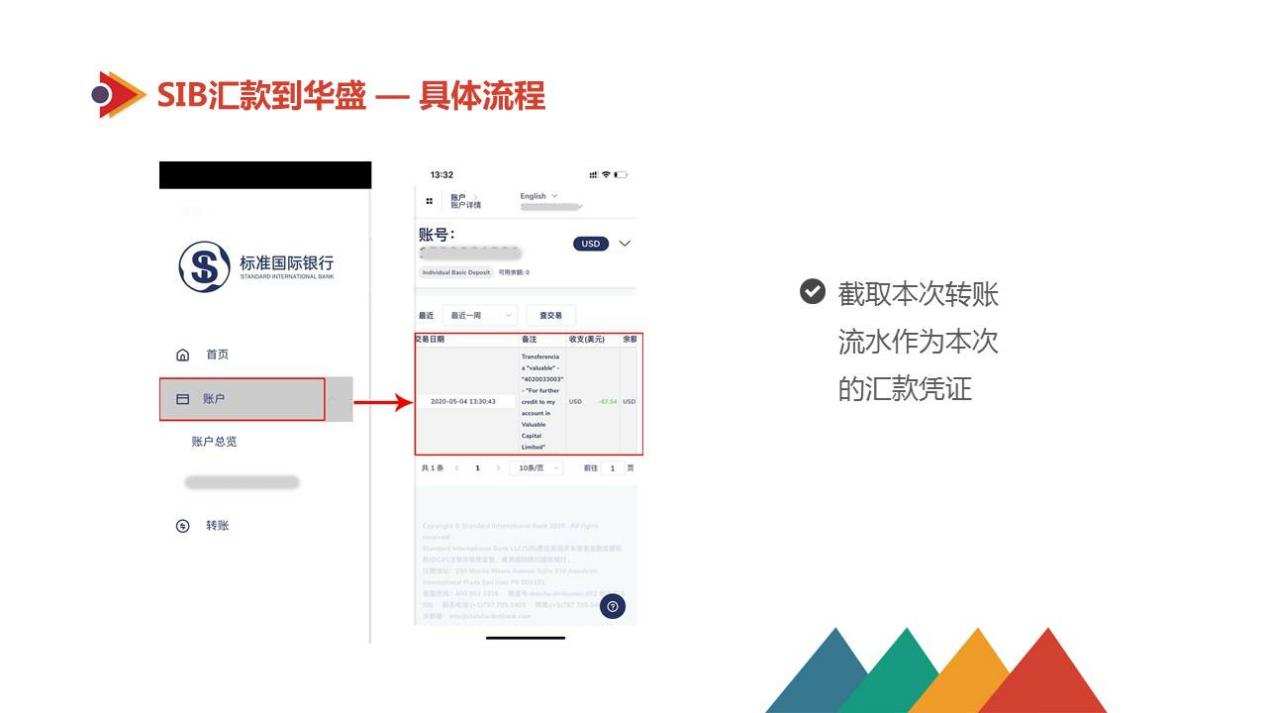 SIB汇款到华盛 — 具体流程
标准国际银行
STANDARD INTERNATIONAL BANK
首页
账户
账户总览
转账
13:32
账户
账户详情
English
账号：
USD
Individual Basic Deposit
可用余额: 0
最近
最近一周
查交易
交易日期
备注
收支(美元)
余额
2020-05-04 13:30:43
Transferencia
a "valuable" -
"4020033003"
- "For further
credit to my
account in
Valuable
Capital
Limited"
USD
USD
共 1 条
1
10条/页
前往
1
页
Copyright © Standard International Bank 2020 . All rights
reserved
截取本次转账
流水作为本次
的汇款凭证